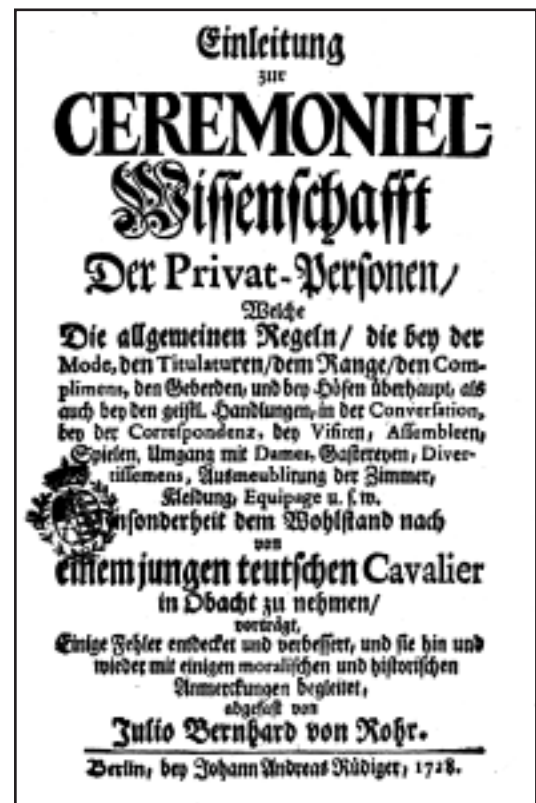 Einleitung
zur
CEREMONIEL-
Wissenschafft
Der Privat-Personen/
Welche
Die allgemeinen Regeln/ die bey der
Mode, den Titulaturen/dem Range/den Com-
plimens, den Geberden, und bey Höfen überhaupt, als
auch bey den geistl. Handlungen, in der Conversation,
bey der Correspondenz, bey Visiten, Assembleen,
Spielen, Umgang mit Dames, Gastereyen, Diver-
tissemens, Ausmeublirung der Zimmer,
Kleidung, Equipage u. s. w.
Insonderheit dem Wohlstand nach
von
einem jungen teutschen Cavalier
in Obacht zu nehmen/
vorträgt,
Einige Fehler entdecket und verbessert, und sie hin und
wieder mit einigen moralischen und historischen
Anmerckungen begleitet,
abgefast von
Julio Bernhard von Rohr.
Berlin, bey Johann Andreas Rüdiger, 1728.